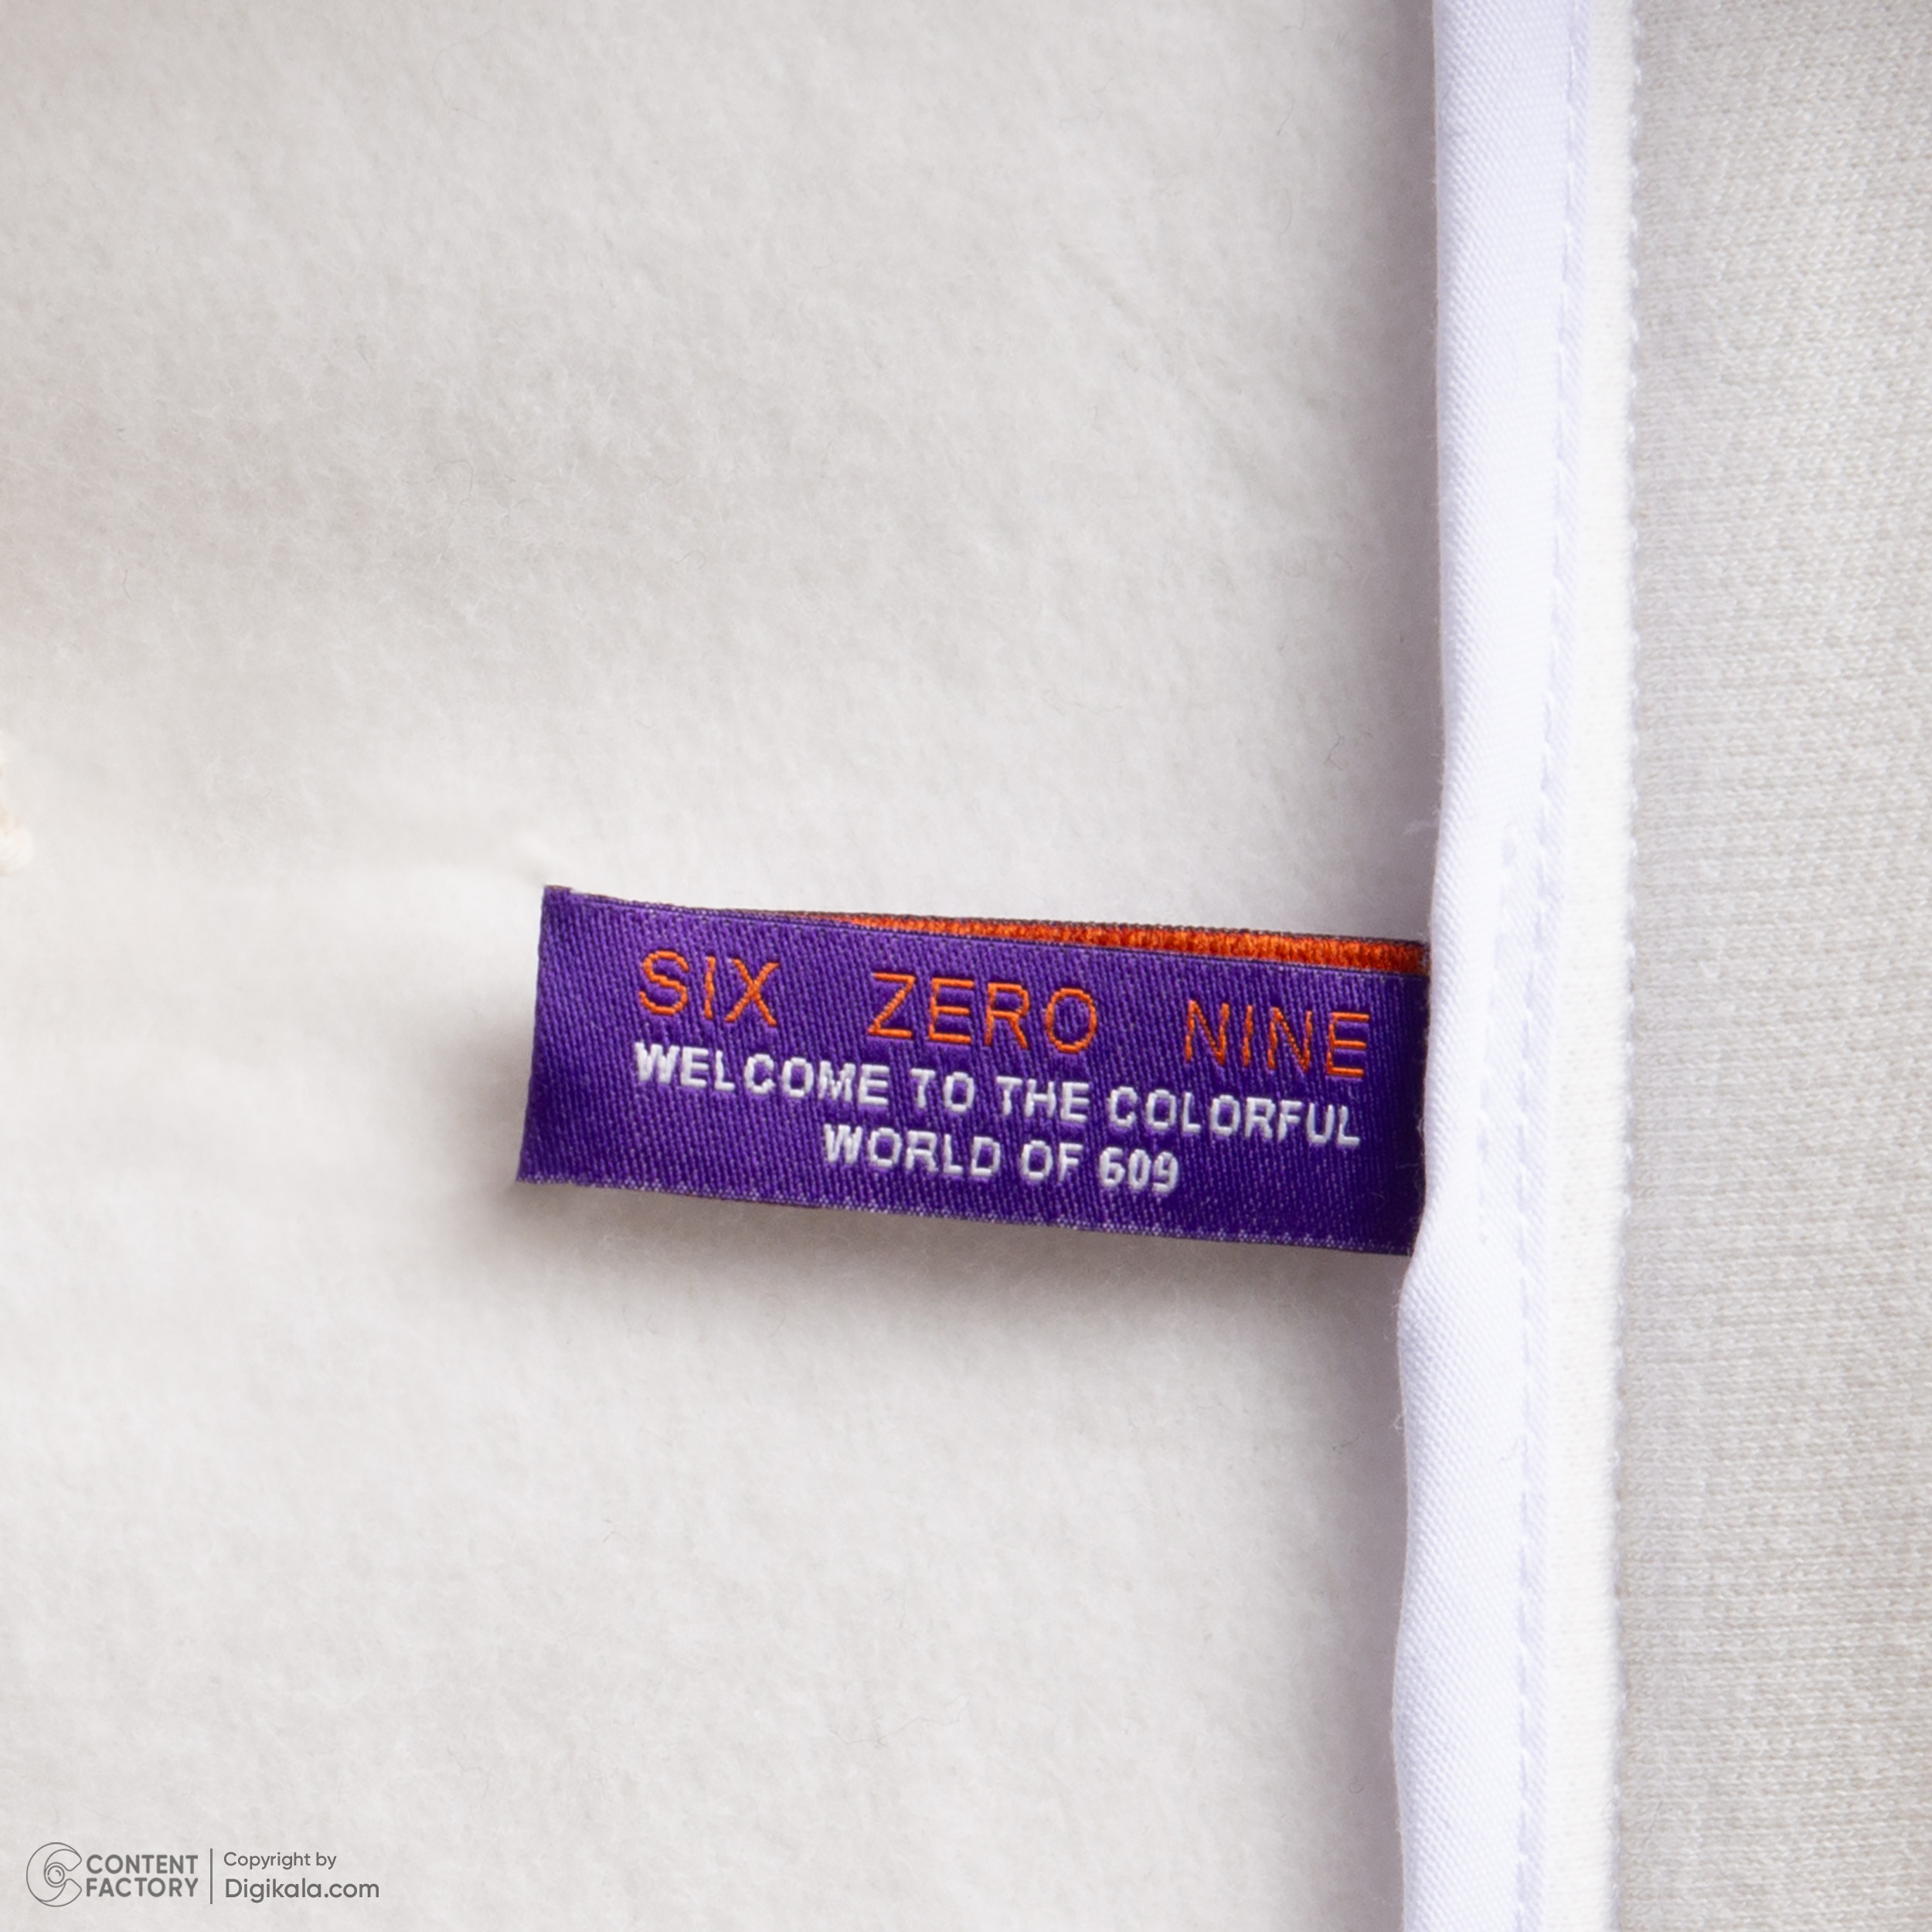 SIX ZERO NINE
WELCOME TO THE COLORFUL
WORLD OF 609
CONTENT
FACTORY
Copyright by
Digikala.com